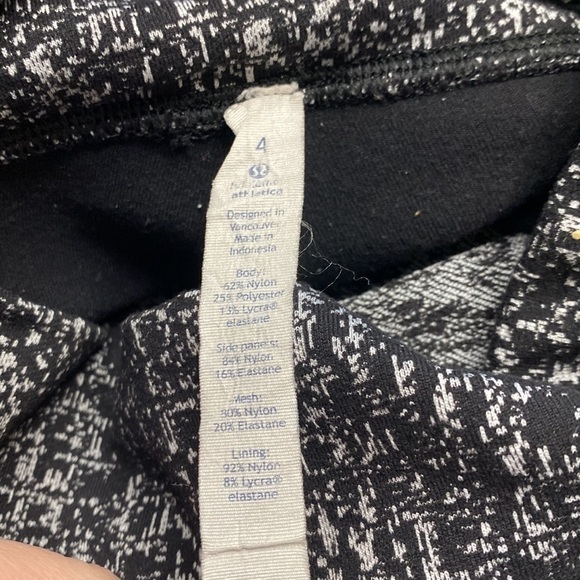 4
athletica
Designed in
Vancouver
Made in
Indonesia
Body:
62% Nylon
25% Polyester
13% Lycra®
elastane
Side panels:
84% Nylon
16% Elastane
Mesh:
80% Nylon
20% Elastane
Lining:
92% Nylon
8% Lycra®
elastane